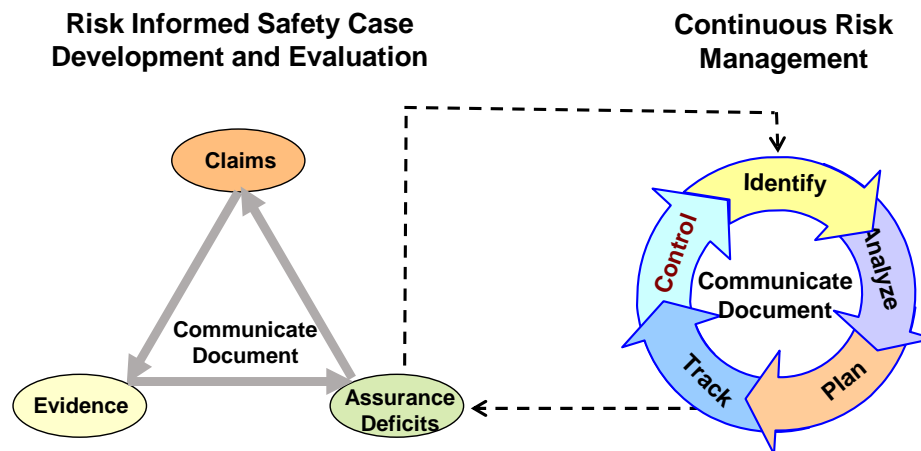 Risk Informed Safety Case
Development and Evaluation
Continuous Risk
Management
Claims
Communicate
Document
Evidence
Assurance
Deficits
Identify
Analyze
Plan
Track
Control
Communicate
Document